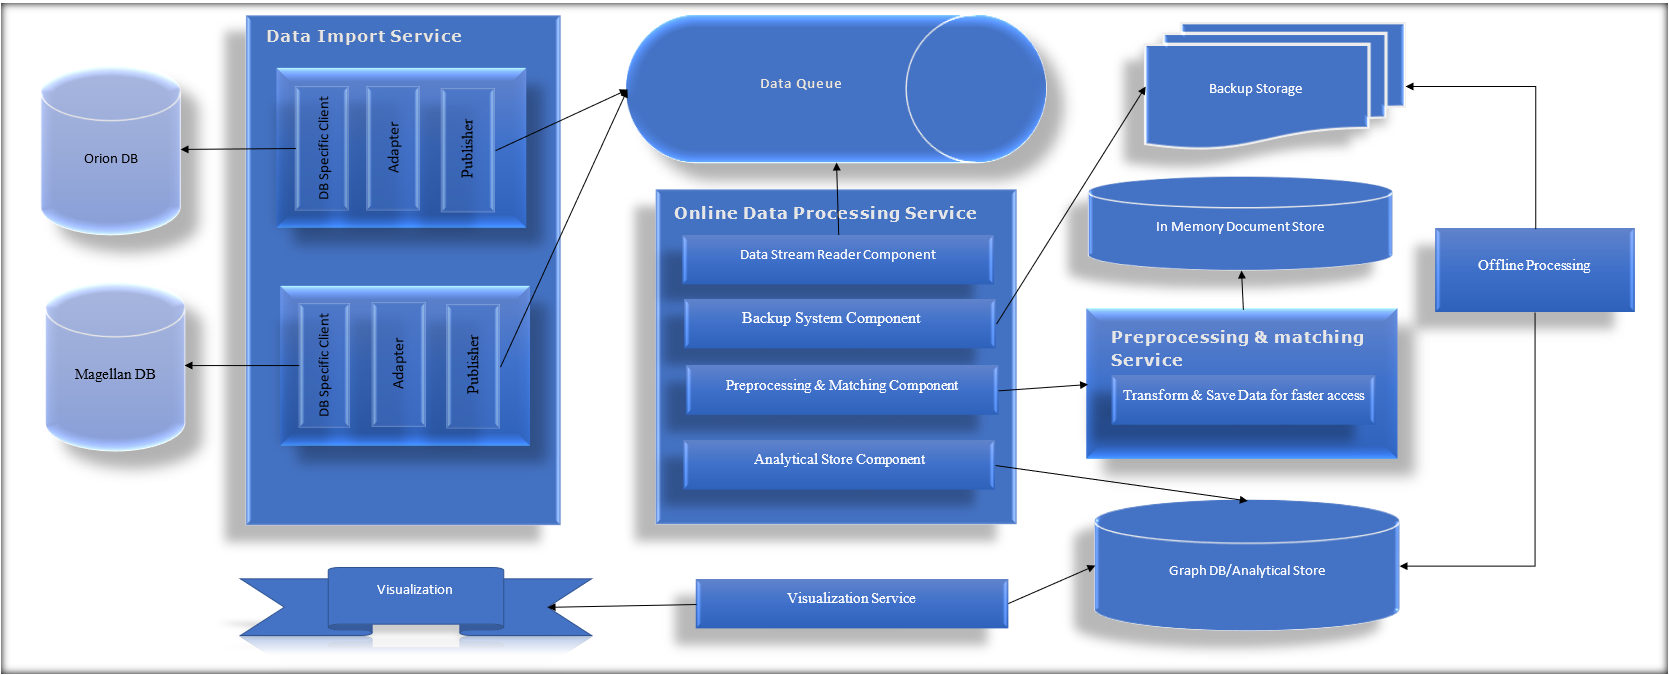 Data Import Service
Orion DB
DB Specific Client
Adapter
Publisher
Magellan DB
DB Specific Client
Adapter
Publisher
Data Queue
Online Data Processing Service
Data Stream Reader Component
Backup System Component
Preprocessing & Matching Component
Analytical Store Component
Backup Storage
In Memory Document Store
Offline Processing
Preprocessing & matching
Service
Transform & Save Data for faster access
Graph DB/Analytical Store
Visualization Service
Visualization